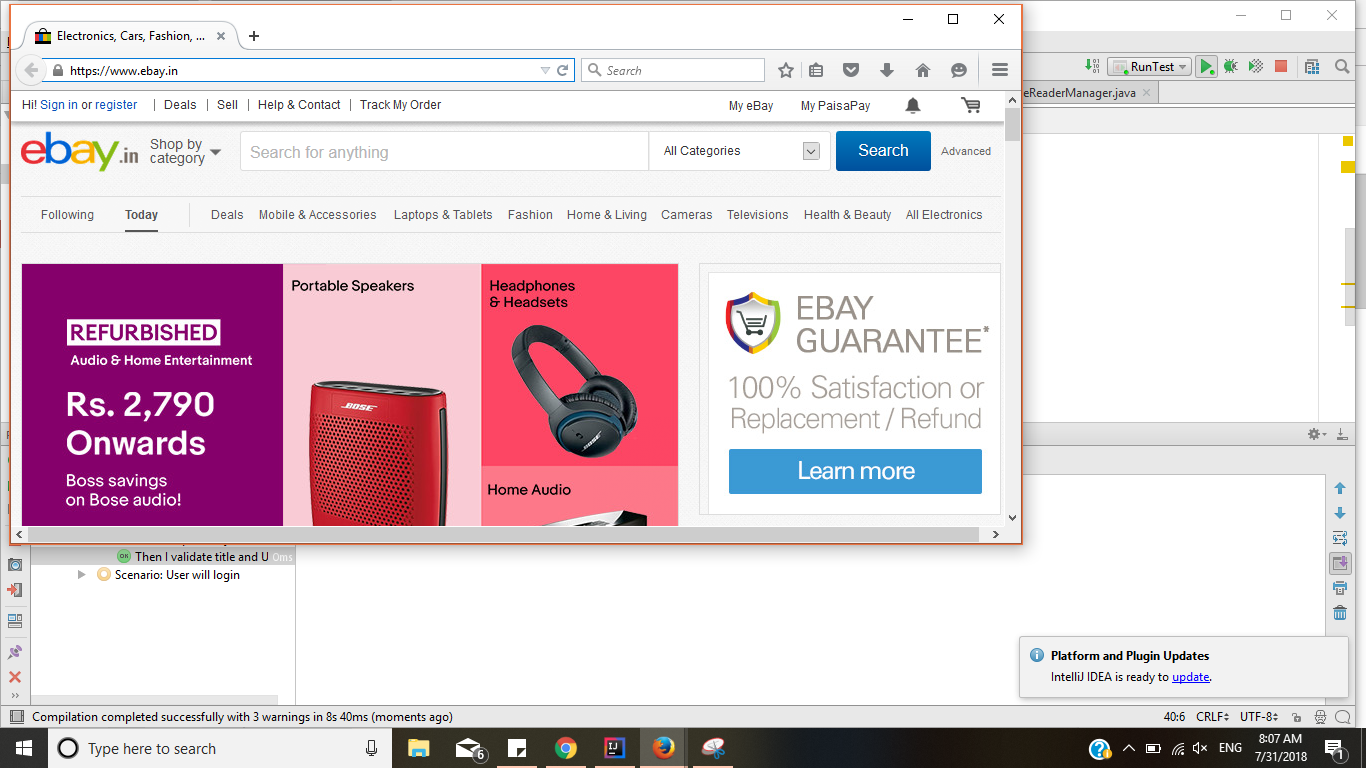 Electronics, Cars, Fashion, ...
https://www.ebay.in
Search
RunTest
eReaderManager.java
Hi! Sign in or register | Deals | Sell | Help & Contact | Track My Order
My eBay My PaisaPay
ebay.in
Shop by
category
Search for anything
All Categories
Search
Advanced
Following Today Deals Mobile & Accessories Laptops & Tablets Fashion Home & Living Cameras Televisions Health & Beauty All Electronics
REFURBISHED
Audio & Home Entertainment
Rs. 2,790
Onwards
Boss savings
on Bose audio!
Portable Speakers
BOSE
Headphones
& Headsets
BOSE
Home Audio
EBAY
GUARANTEE*
100% Satisfaction or
Replacement / Refund
Learn more
Then I validate title and U 0ms
Scenario: User will login
Platform and Plugin Updates
IntelliJ IDEA is ready to update.
Compilation completed successfully with 3 warnings in 8s 40ms (moments ago)
40:6 CRLF UTF-8
Type here to search
6
ENG
8:07 AM
7/31/2018
1